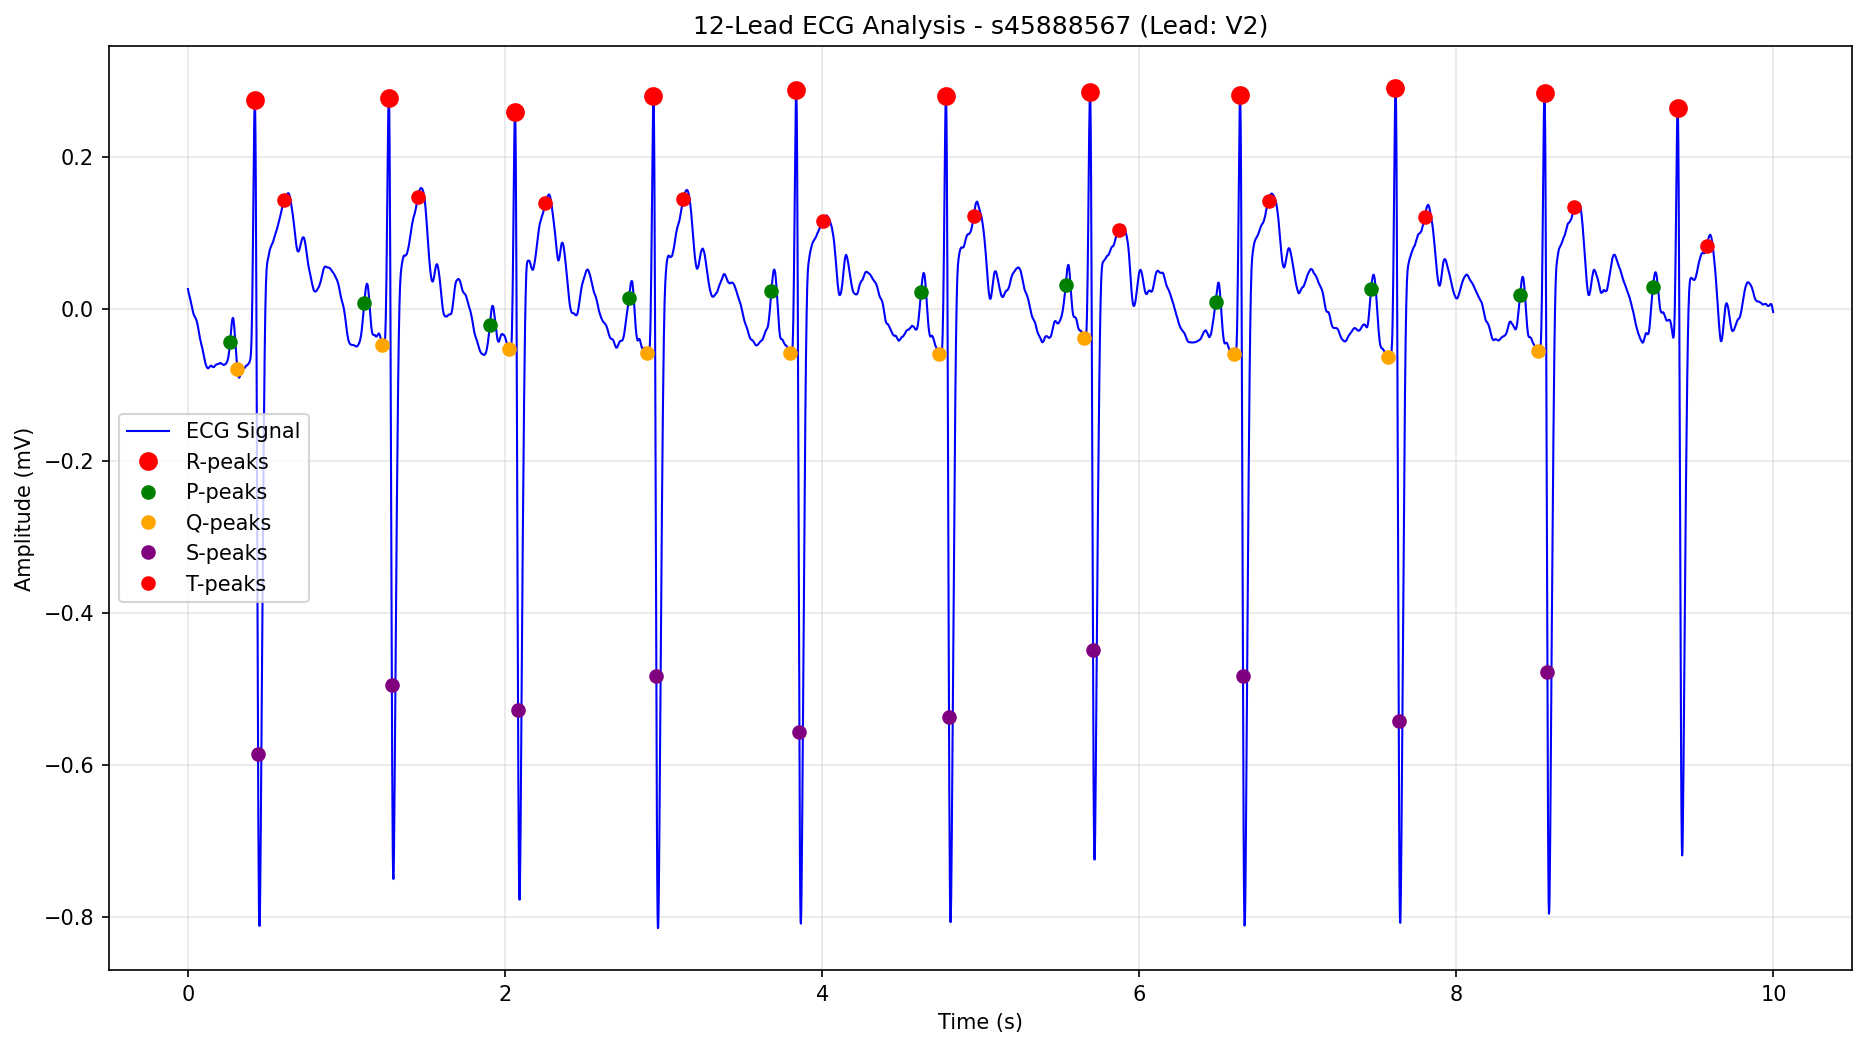 12-Lead ECG Analysis - s45888567 (Lead: V2)
Amplitude (mV)
0.2
0.0
−0.2
−0.4
−0.6
−0.8
ECG Signal
R-peaks
P-peaks
Q-peaks
S-peaks
T-peaks
0 2 4 6 8 10
Time (s)